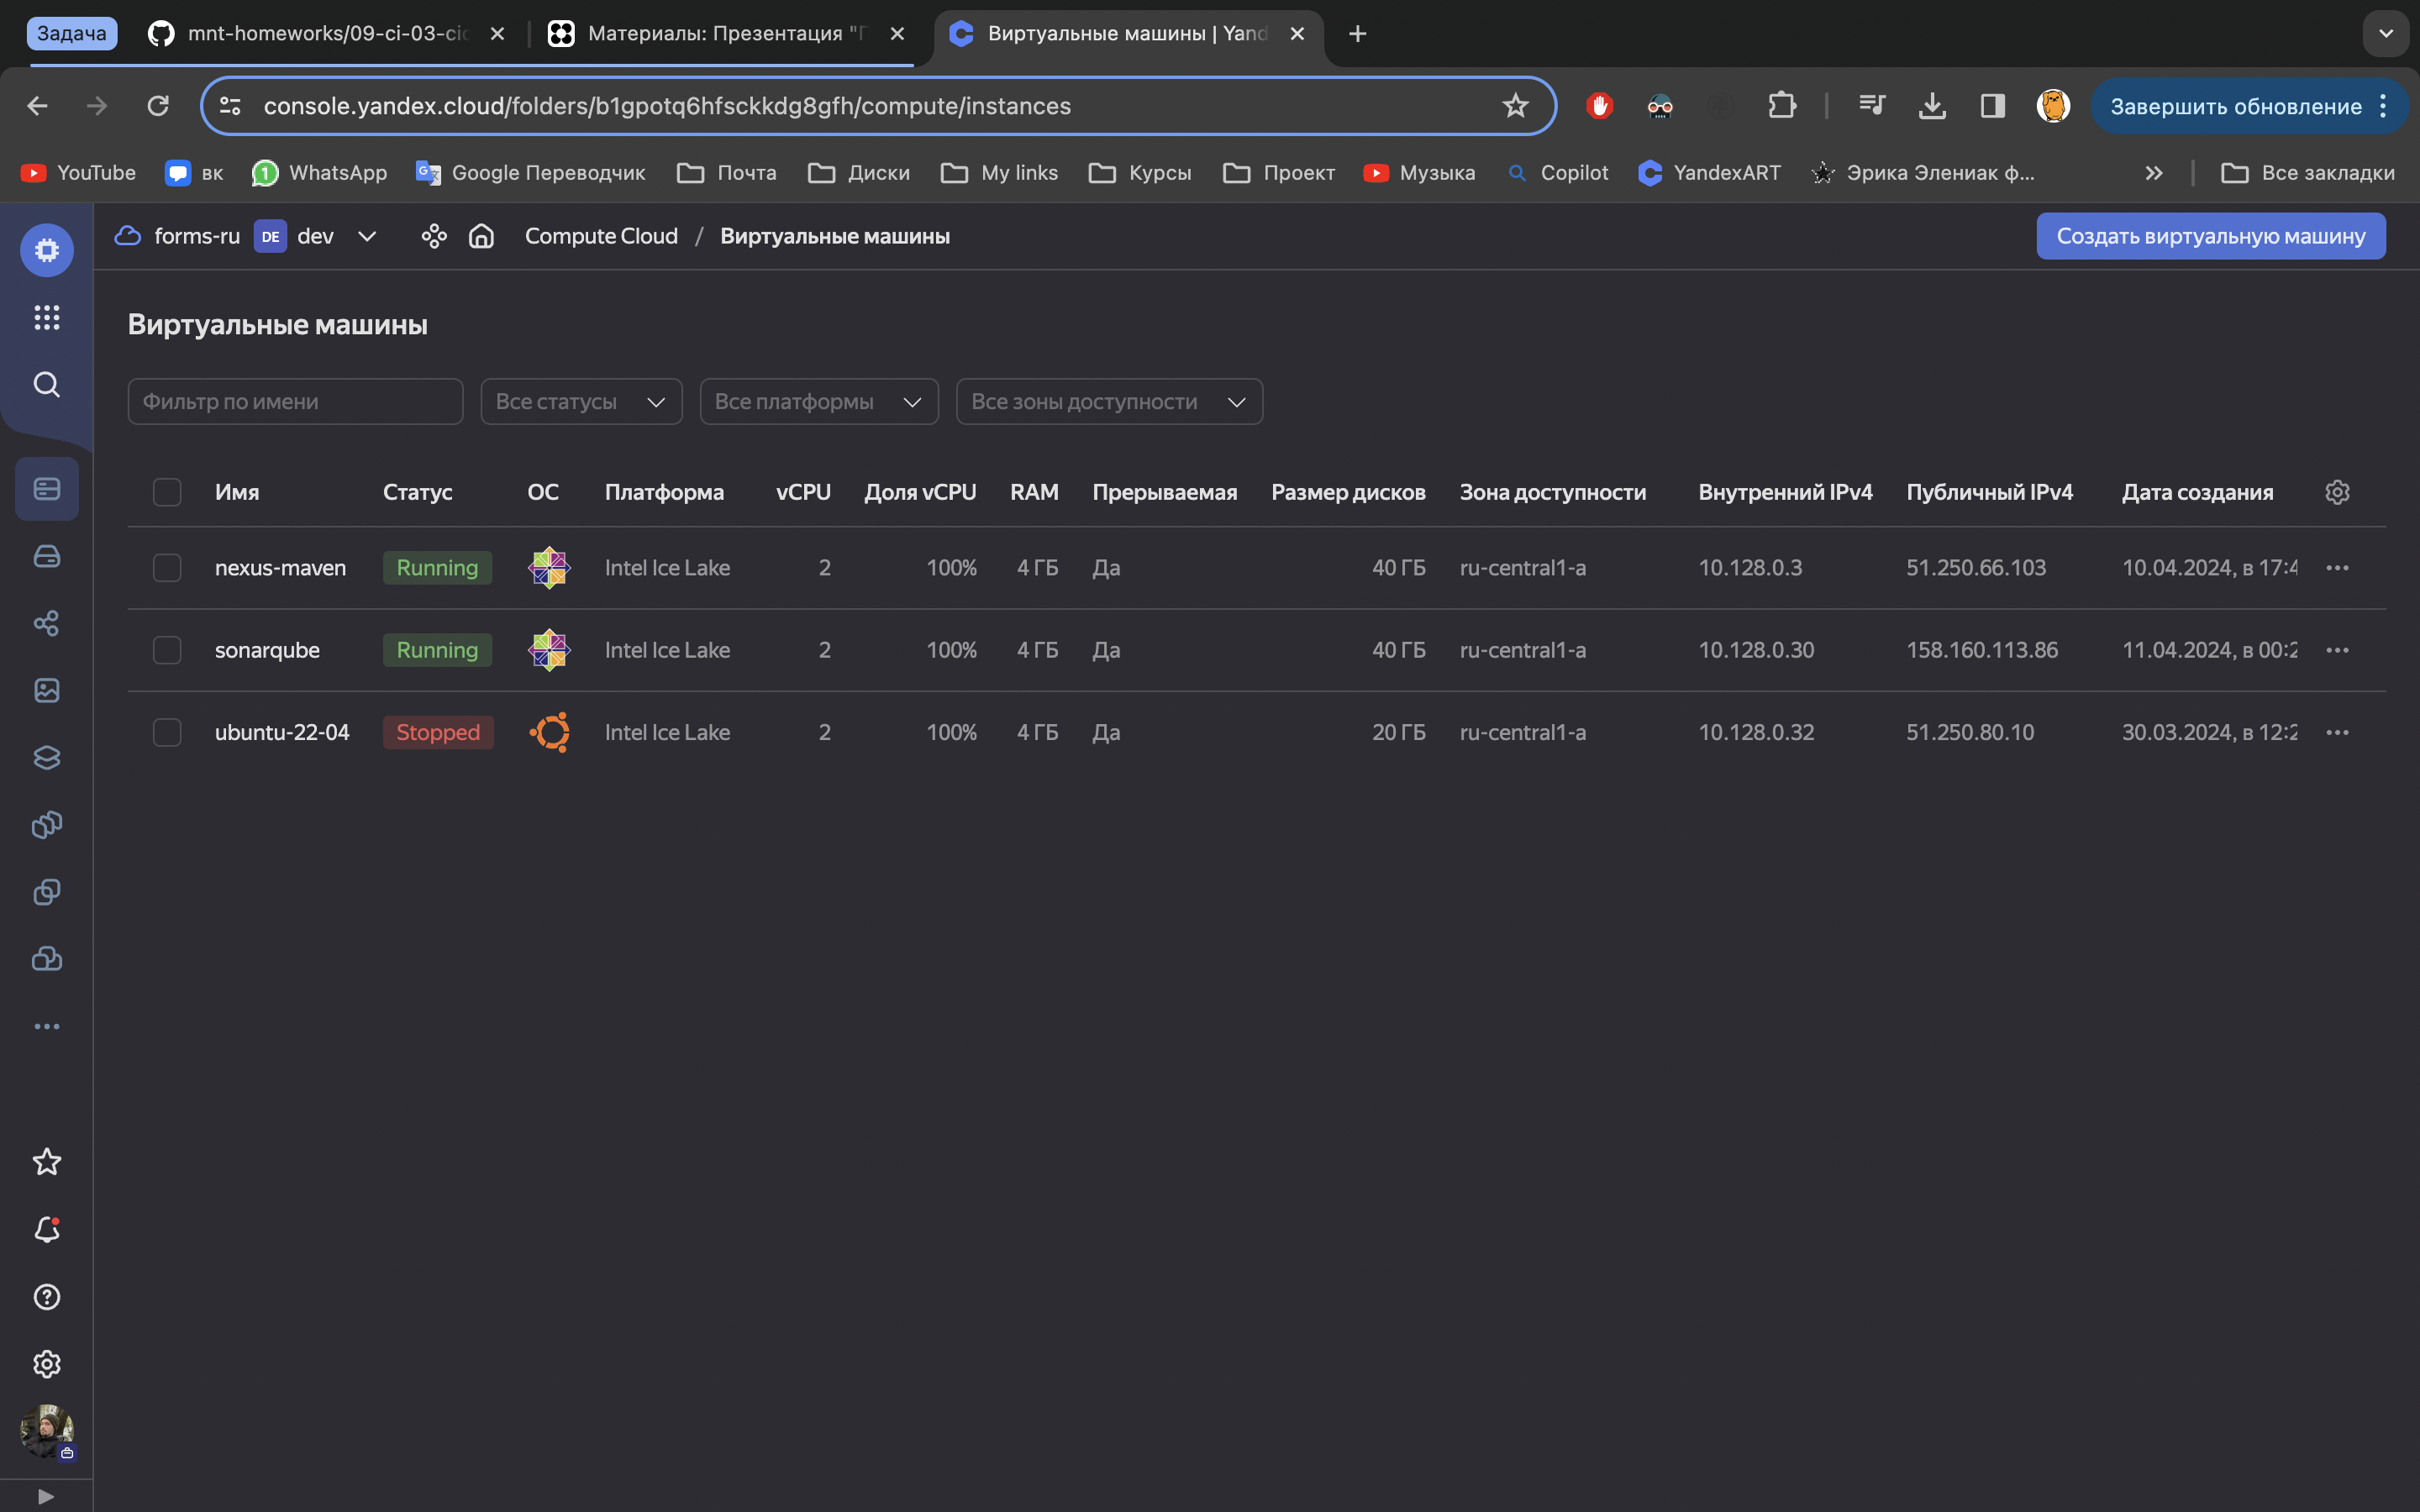 Задача
mnt-homeworks/09-ci-03-cic
Материалы: Презентация "Г
Виртуальные машины | Yand
console.yandex.cloud/folders/b1gpotq6hfsckkdg8gfh/compute/instances
Завершить обновление
YouTube
вк
1
WhatsApp
Google Переводчик
Почта
Диски
My links
Курсы
Проект
Музыка
Copilot
YandexART
Эрика Элениак ф...
Все закладки
forms-ru DE dev
Compute Cloud / Виртуальные машины
Создать виртуальную машину
Виртуальные машины
Фильтр по имени
Все статусы
Все платформы
Все зоны доступности
Имя Статус ОС Платформа vCPU Доля vCPU RAM Прерываемая Размер дисков Зона доступности Внутренний IPv4 Публичный IPv4 Дата создания
nexus-maven Running Intel Ice Lake 2 100% 4 ГБ Да 40 ГБ ru-central1-a 10.128.0.3 51.250.66.103 10.04.2024, в 17:4 ...
sonarqube Running Intel Ice Lake 2 100% 4 ГБ Да 40 ГБ ru-central1-a 10.128.0.30 158.160.113.86 11.04.2024, в 00:2 ...
ubuntu-22-04 Stopped Intel Ice Lake 2 100% 4 ГБ Да 20 ГБ ru-central1-a 10.128.0.32 51.250.80.10 30.03.2024, в 12:2 ...